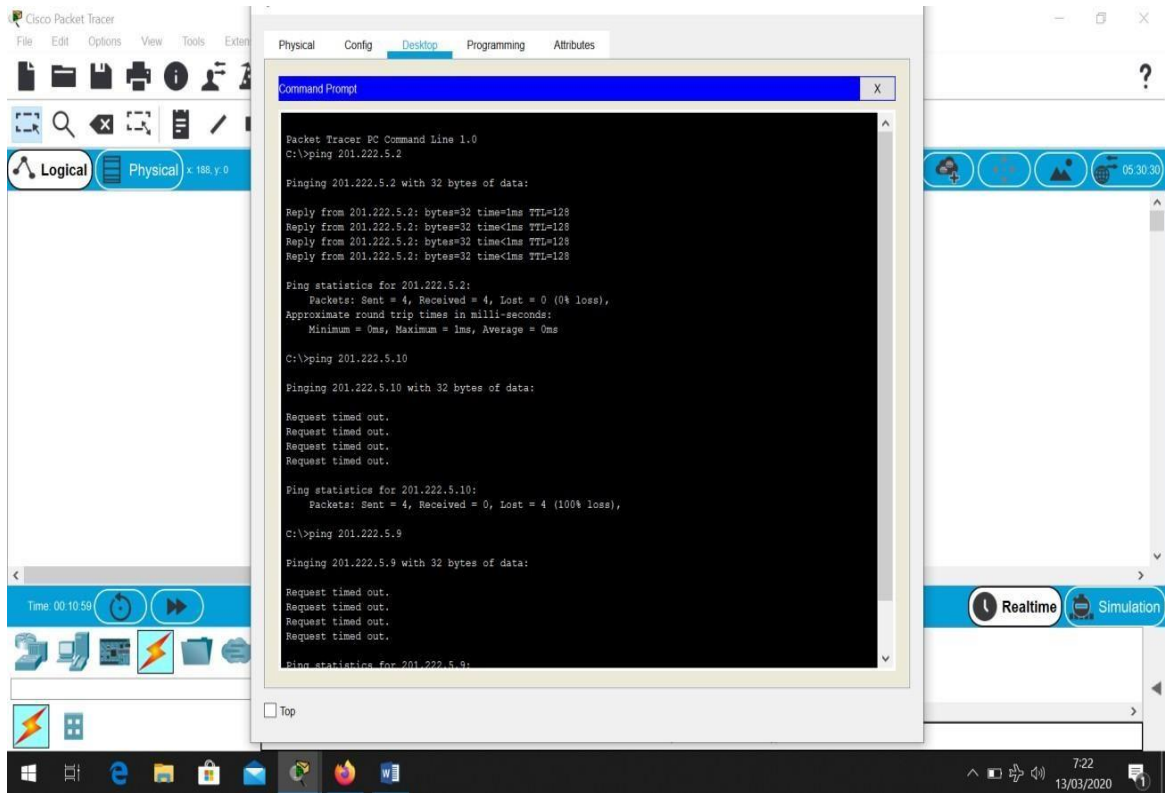 Cisco Packet Tracer
File Edit Options View Tools Exten
Physical Config Desktop Programming Attributes
?
Command Prompt
X
Logical Physical x: 188, y: 0
05:30:30
Packet Tracer PC Command Line 1.0
C:\>ping 201.222.5.2
Pinging 201.222.5.2 with 32 bytes of data:
Reply from 201.222.5.2: bytes=32 time=1ms TTL=128
Reply from 201.222.5.2: bytes=32 time<1ms TTL=128
Reply from 201.222.5.2: bytes=32 time<1ms TTL=128
Reply from 201.222.5.2: bytes=32 time<1ms TTL=128
Ping statistics for 201.222.5.2:
Packets: Sent = 4, Received = 4, Lost = 0 (0% loss),
Approximate round trip times in milli-seconds:
Minimum = 0ms, Maximum = 1ms, Average = 0ms
C:\>ping 201.222.5.10
Pinging 201.222.5.10 with 32 bytes of data:
Request timed out.
Request timed out.
Request timed out.
Request timed out.
Ping statistics for 201.222.5.10:
Packets: Sent = 4, Received = 0, Lost = 4 (100% loss),
C:\>ping 201.222.5.9
Pinging 201.222.5.9 with 32 bytes of data:
Request timed out.
Request timed out.
Request timed out.
Request timed out.
Ping statistics for 201.222.5.9:
Time: 00:10:59
Realtime Simulation
Top
7:22
13/03/2020